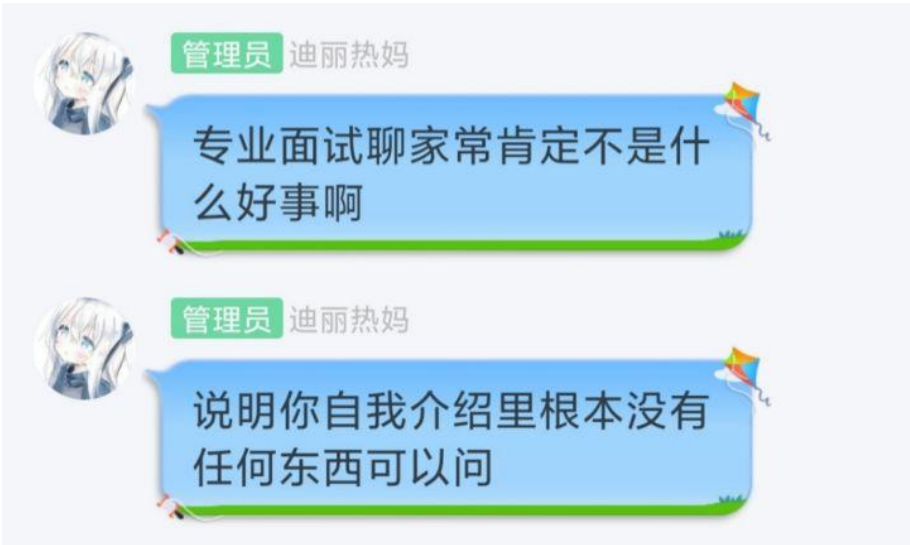 管理员 迪丽热妈
专业面试聊家常肯定不是什
么好事啊
管理员 迪丽热妈
说明你自我介绍里根本没有
任何东西可以问